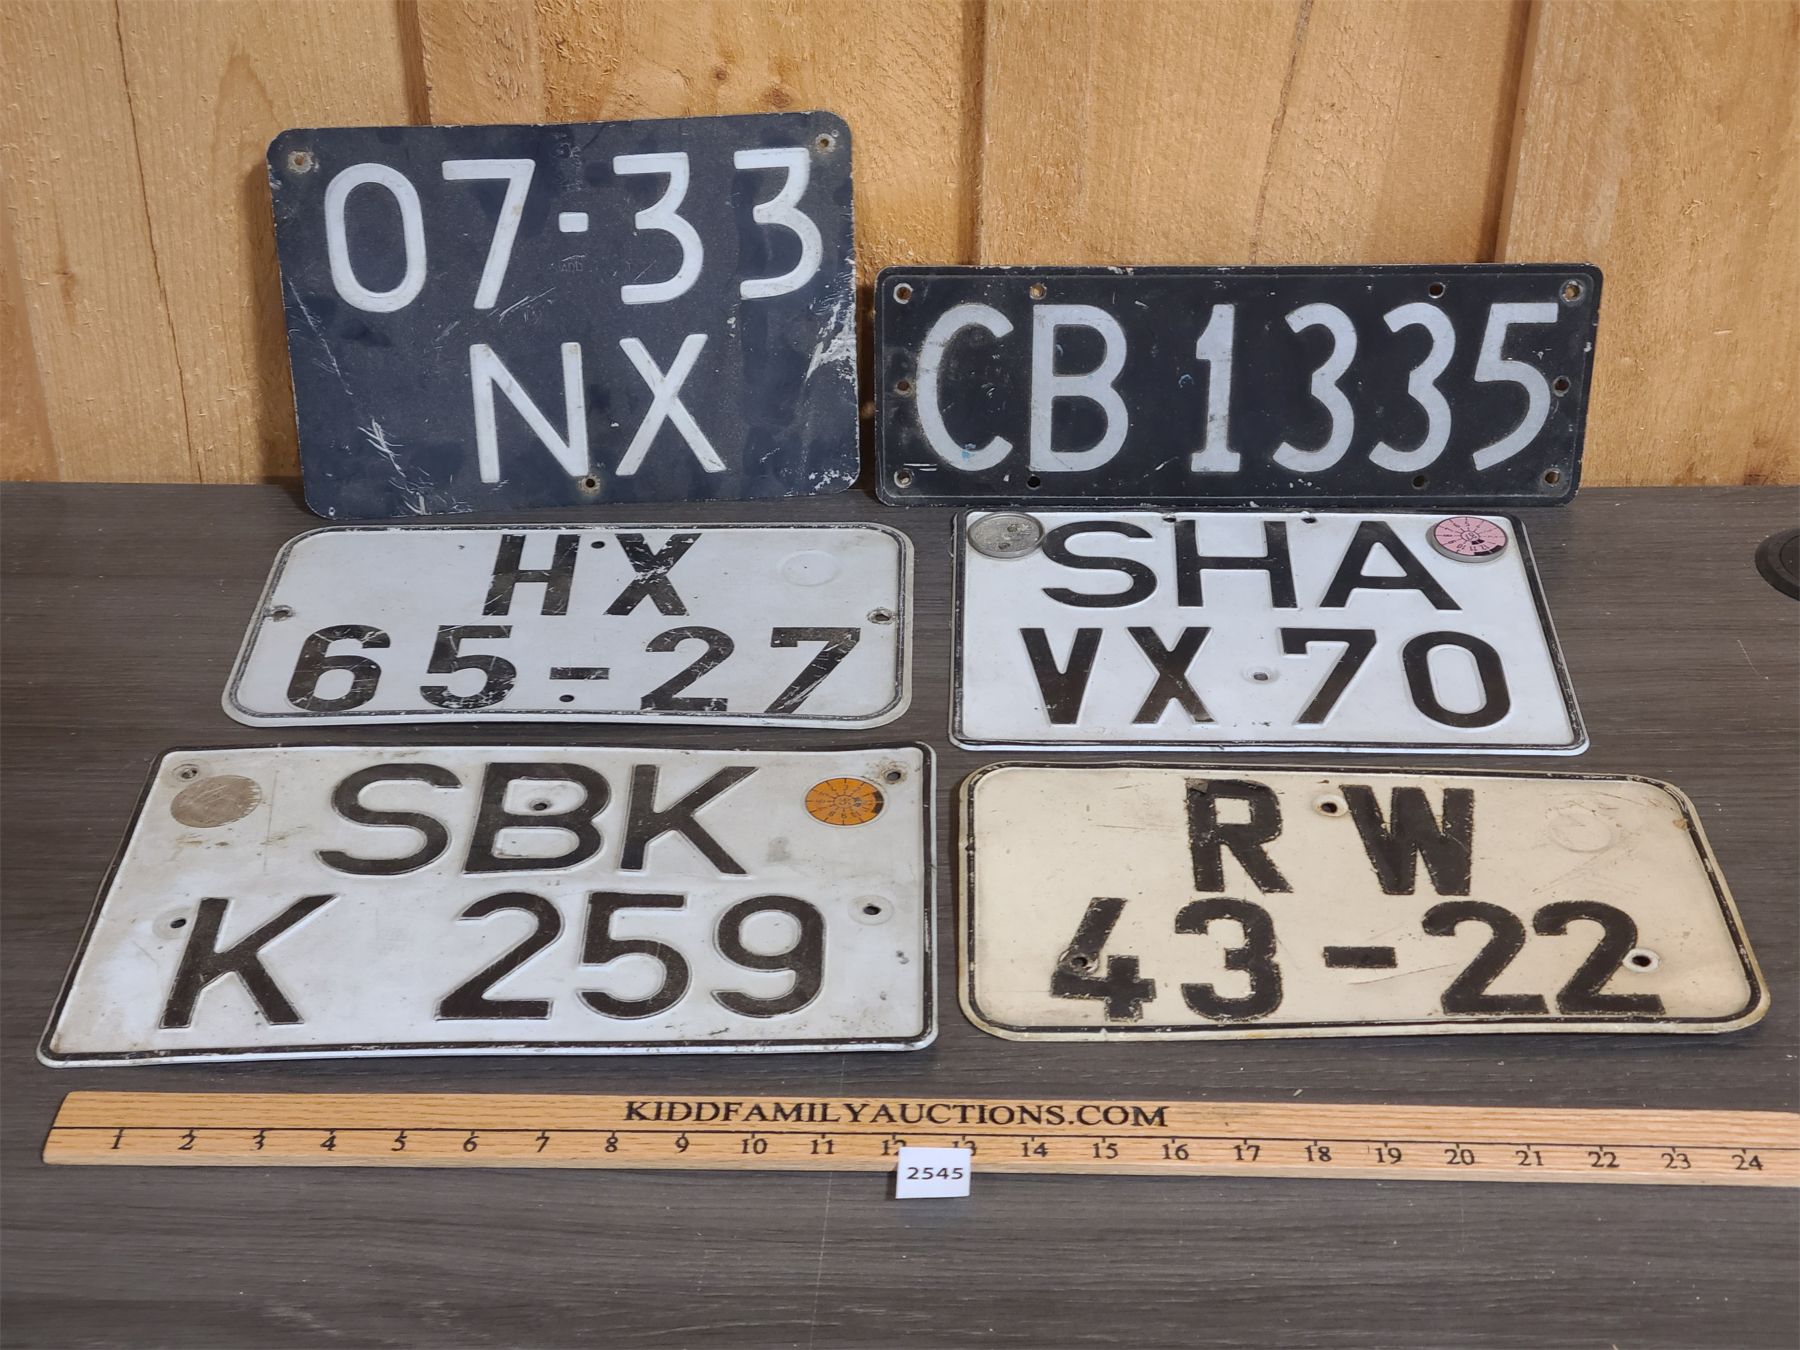 07-33
NX
CB 1335
HX
65-27
SHA
VX 70
SBK
K 259
RW
43-22
KIDDFAMILYAUCTIONS.COM
1 2 3 4 5 6 7 8 9 10 11 12 13 14 15 16 17 18 19 20 21 22 23 24
2545